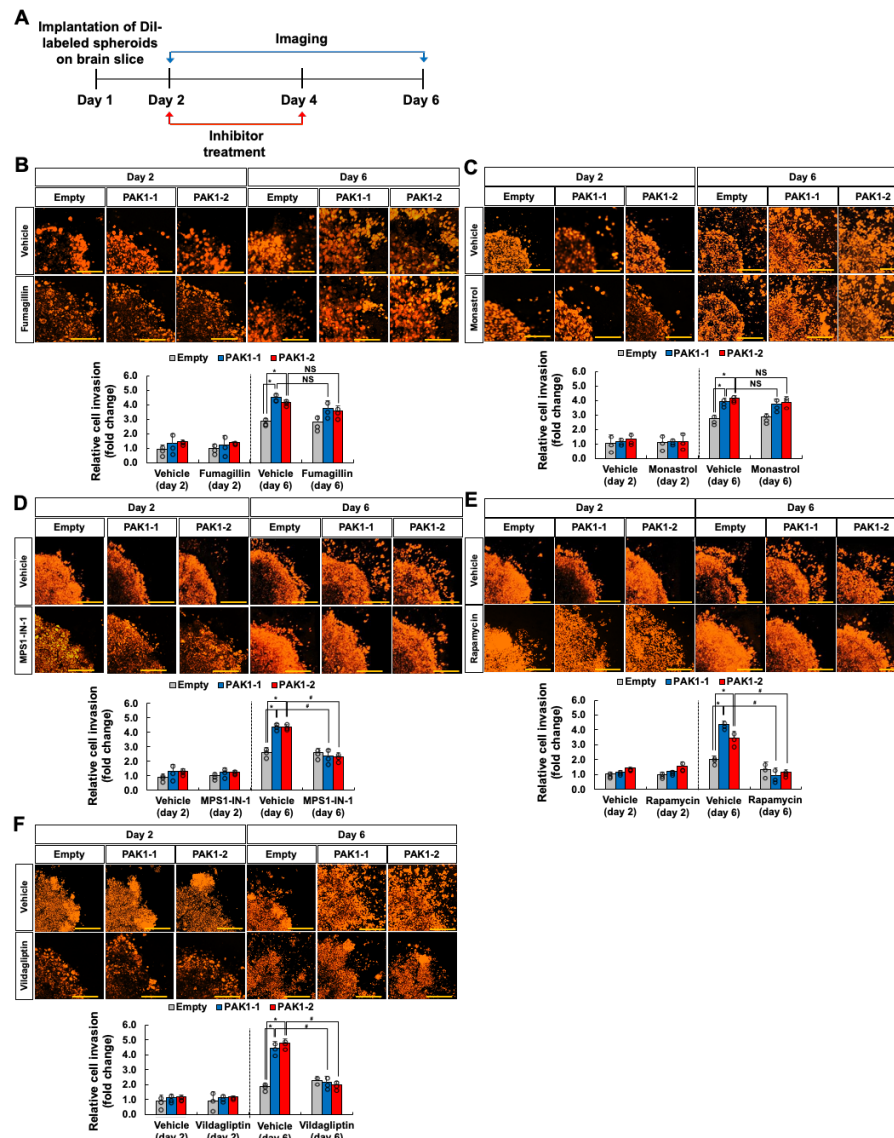 A
Implantation of DiI-
labeled spheroids
on brain slice
Imaging
Day 1
Day 2
Day 4
Day 6
Inhibitor
treatment
B
Day 2
Day 6
Empty
PAK1-1
PAK1-2
Empty
PAK1-1
PAK1-2
Vehicle
Fumagillin
Empty
PAK1-1
PAK1-2
Relative cell invasion
(fold change)
6.0
5.0
4.0
3.0
2.0
1.0
0.0
*
*
NS
NS
Vehicle
(day 2)
Fumagillin
(day 2)
Vehicle
(day 6)
Fumagillin
(day 6)
C
Day 2
Day 6
Empty
PAK1-1
PAK1-2
Empty
PAK1-1
PAK1-2
Vehicle
Monastrol
Empty
PAK1-1
PAK1-2
Relative cell invasion
(fold change)
6.0
5.0
4.0
3.0
2.0
1.0
0.0
*
*
NS
NS
Vehicle
(day 2)
Monastrol
(day 2)
Vehicle
(day 6)
Monastrol
(day 6)
D
Day 2
Day 6
Empty
PAK1-1
PAK1-2
Empty
PAK1-1
PAK1-2
Vehicle
MPS1-IN-1
Empty
PAK1-1
PAK1-2
Relative cell invasion
(fold change)
6.0
5.0
4.0
3.0
2.0
1.0
0.0
*
*
#
#
Vehicle
(day 2)
MPS1-IN-1
(day 2)
Vehicle
(day 6)
MPS1-IN-1
(day 6)
E
Day 2
Day 6
Empty
PAK1-1
PAK1-2
Empty
PAK1-1
PAK1-2
Vehicle
Rapamycin
Empty
PAK1-1
PAK1-2
Relative cell invasion
(fold change)
6.0
5.0
4.0
3.0
2.0
1.0
0.0
*
*
#
#
Vehicle
(day 2)
Rapamycin
(day 2)
Vehicle
(day 6)
Rapamycin
(day 6)
F
Day 2
Day 6
Empty
PAK1-1
PAK1-2
Empty
PAK1-1
PAK1-2
Vehicle
Vildagliptin
Empty
PAK1-1
PAK1-2
Relative cell invasion
(fold change)
6.0
5.0
4.0
3.0
2.0
1.0
0.0
*
*
#
#
Vehicle
(day 2)
Vildagliptin
(day 2)
Vehicle
(day 6)
Vildagliptin
(day 6)